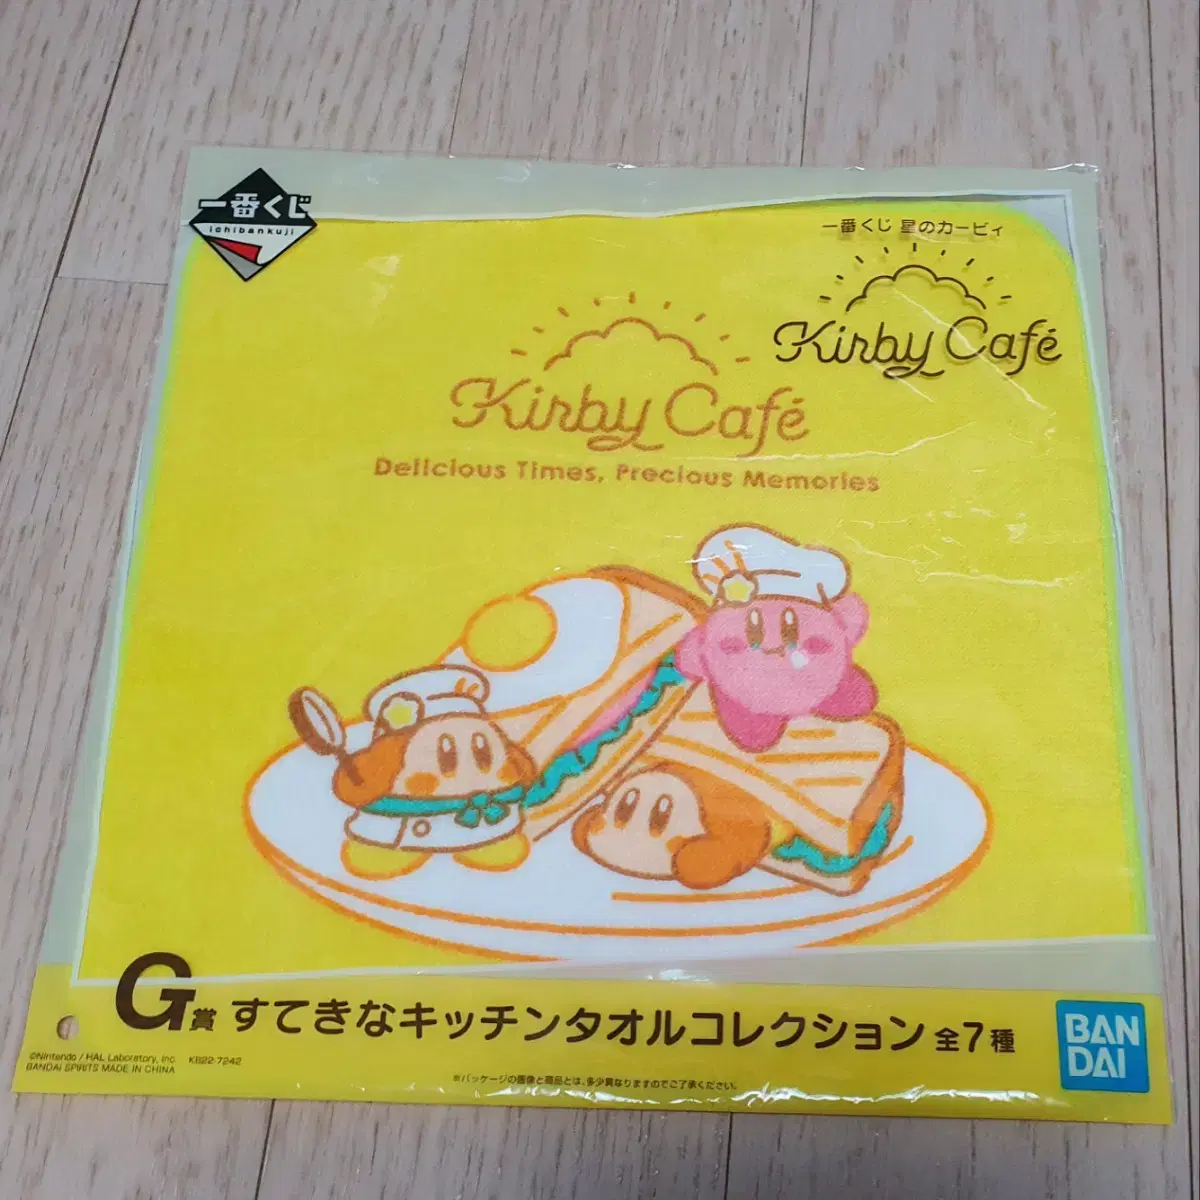 一番くじ
ichibankuji
一番くじ 星のカービィ
Kirby Café
Kirby Café
Delicious Times, Precious Memories
G賞 すてきなキッチンタオルコレクション 全7種
BAN
DAI
©Nintendo / HAL Laboratory, Inc. KB22-7242
BANDAI SPIRITS MADE IN CHINA
※パッケージの画像と商品とは、多少異なりますのでご了承ください。